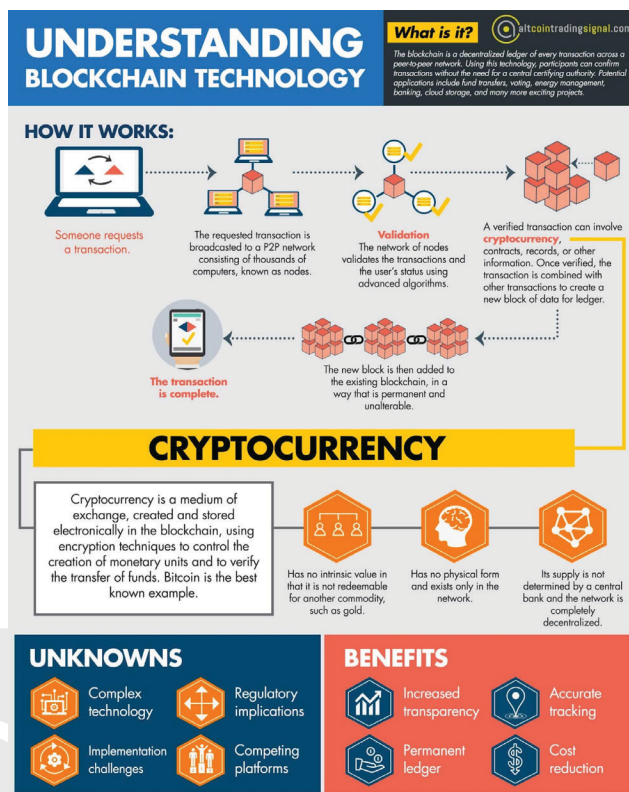 UNDERSTANDING
BLOCKCHAIN TECHNOLOGY
What is it?
altcointradingsignal.com
The blockchain is a decentralized ledger of every transaction across a
peer-to-peer network. Using this technology, participants can confirm
transactions without the need for a central certifying authority. Potential
applications include fund transfers, voting, energy management,
banking, cloud storage, and many more exciting projects.
HOW IT WORKS:
Someone requests
a transaction.
The requested transaction is
broadcasted to a P2P network
consisting of thousands of
computers, known as nodes.
Validation
The network of nodes
validates the transactions and
the user's status using
advanced algorithms.
A verified transaction can involve
cryptocurrency,
contracts, records, or other
information. Once verified, the
transaction is combined with
other transactions to create a
new block of data for ledger.
The new block is then added to
the existing blockchain, in a
way that is permanent and
unalterable.
The transaction
is complete.
CRYPTOCURRENCY
Cryptocurrency is a medium of
exchange, created and stored
electronically in the blockchain, using
encryption techniques to control the
creation of monetary units and to verify
the transfer of funds. Bitcoin is the best
known example.
Has no intrinsic value in
that it is not redeemable
for another commodity,
such as gold.
Has no physical form
and exists only in the
network.
Its supply is not
determined by a central
bank and the network is
completely
decentralized.
UNKNOWNS
Complex
technology
Regulatory
implications
Implementation
challenges
Competing
platforms
BENEFITS
Increased
transparency
Accurate
tracking
Permanent
ledger
Cost
reduction